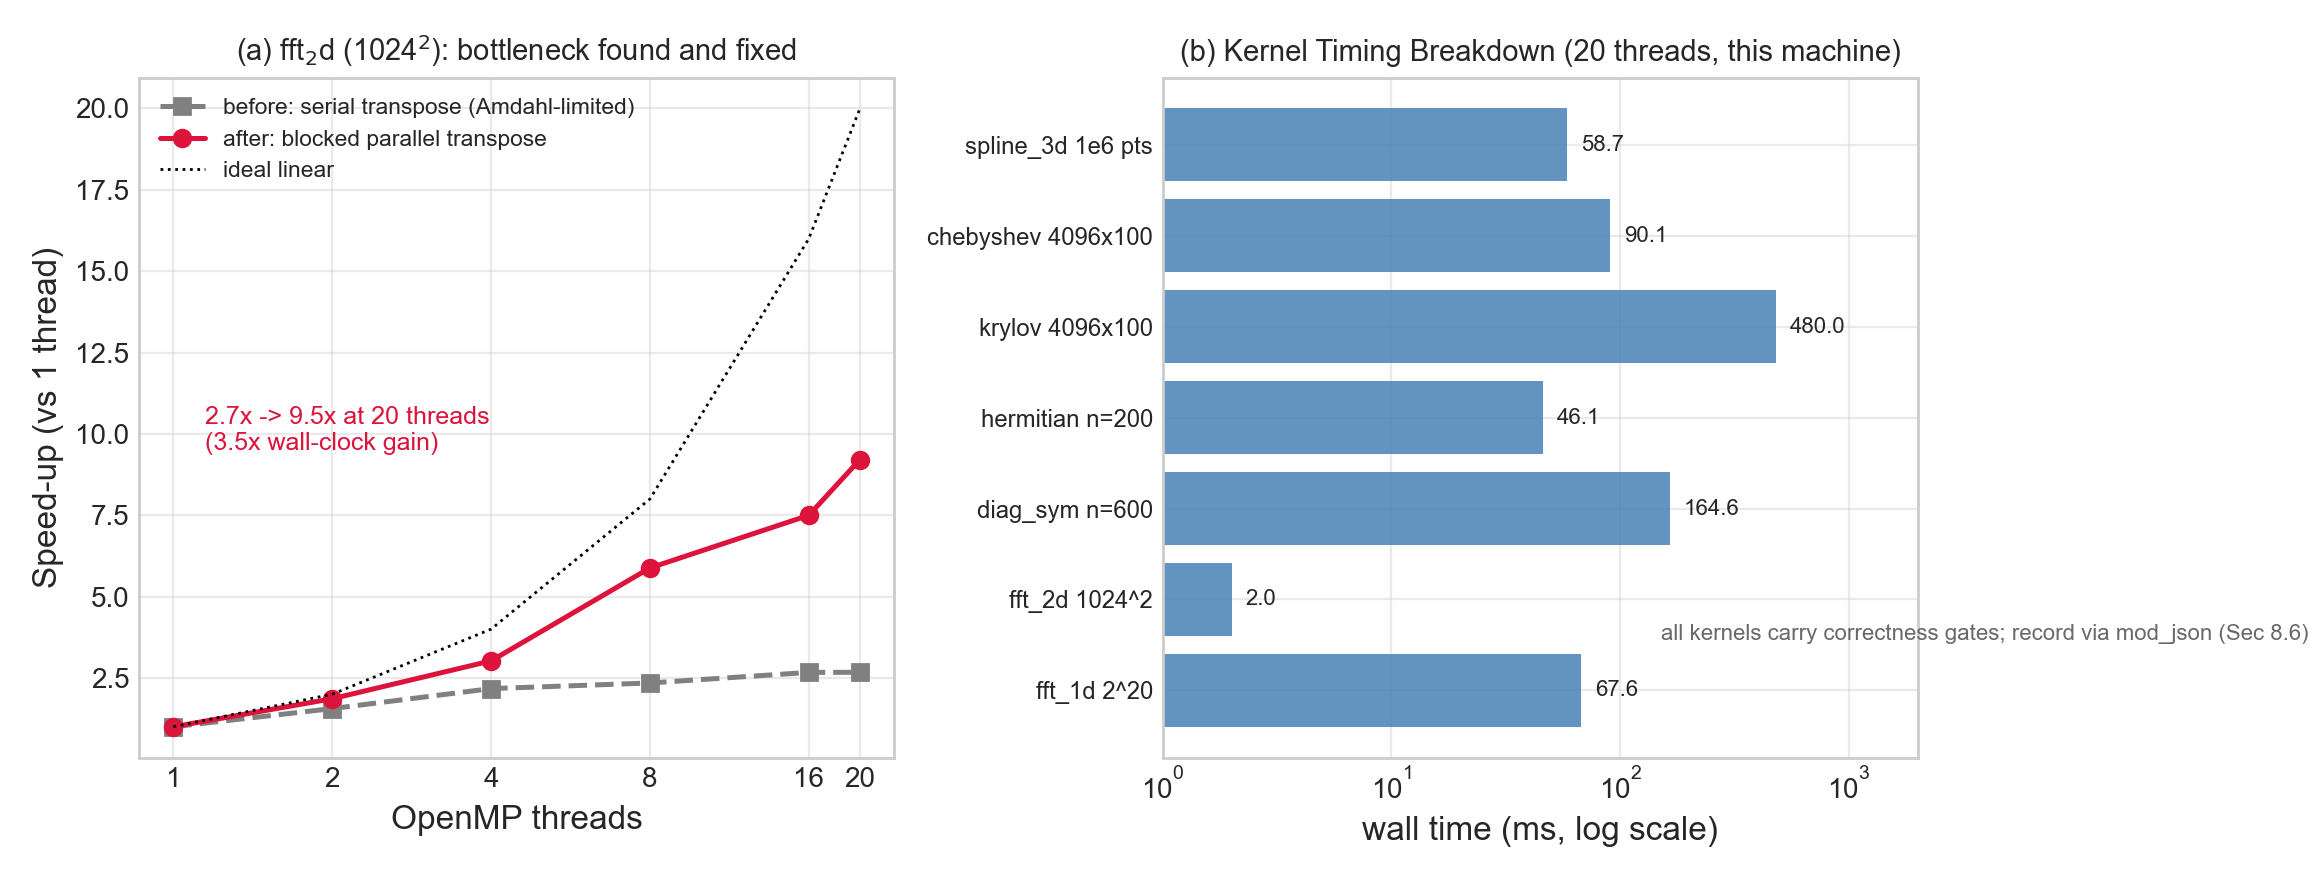 (a) fft₂d (1024²): bottleneck found and fixed
before: serial transpose (Amdahl-limited)
after: blocked parallel transpose
ideal linear
20.0
17.5
15.0
12.5
10.0
7.5
5.0
2.5
Speed-up (vs 1 thread)
2.7x -> 9.5x at 20 threads
(3.5x wall-clock gain)
1 2 4 8 16 20
OpenMP threads
(b) Kernel Timing Breakdown (20 threads, this machine)
spline_3d 1e6 pts 58.7
chebyshev 4096x100 90.1
krylov 4096x100 480.0
hermitian n=200 46.1
diag_sym n=600 164.6
fft_2d 1024^2 2.0
all kernels carry correctness gates; record via mod_json (Sec 8.6)
fft_1d 2^20 67.6
10⁰ 10¹ 10² 10³
wall time (ms, log scale)